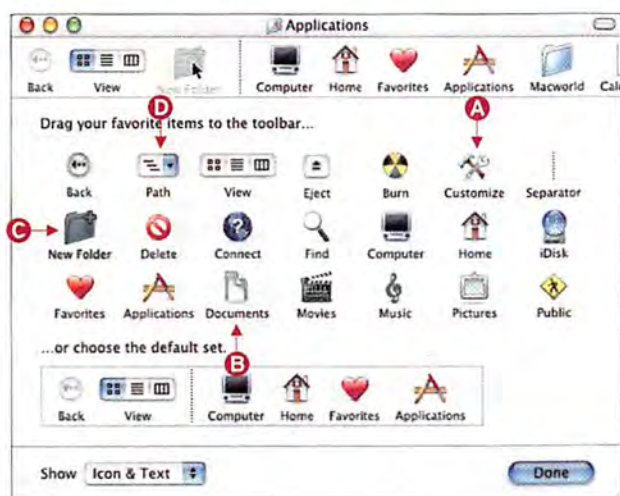 Applications
Back View New Folder Computer Home Favorites Applications Macworld
D A
Drag your favorite items to the toolbar...
Back Path View Eject Burn Customize Separator
C
New Folder Delete Connect Find Computer Home iDisk
Favorites Applications Documents Movies Music Pictures Public
...or choose the default set.
B
Back View Computer Home Favorites Applications
Show Icon & Text Done